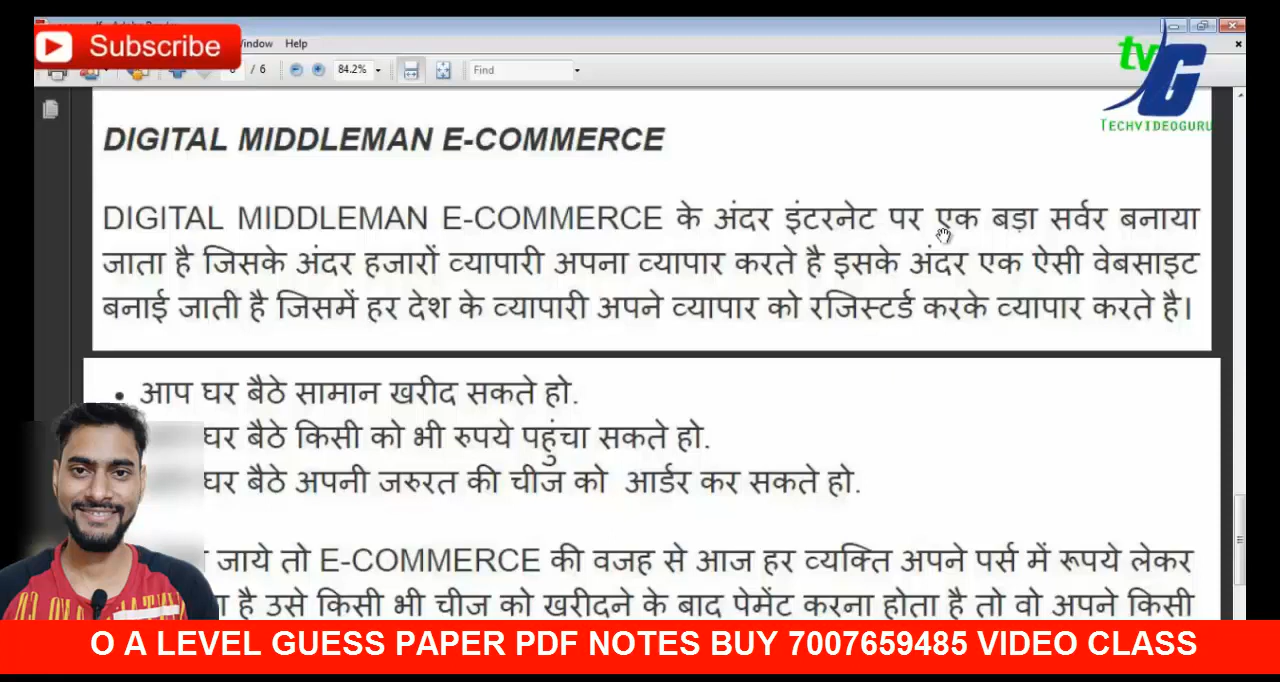 Subscribe
Window Help
/ 6 84.2% Find
tv G
TECHVIDEOGURU
DIGITAL MIDDLEMAN E-COMMERCE
DIGITAL MIDDLEMAN E-COMMERCE के अंदर इंटरनेट पर एक बड़ा सर्वर बनाया
जाता है जिसके अंदर हजारों व्यापारी अपना व्यापार करते है इसके अंदर एक ऐसी वेबसाइट
बनाई जाती है जिसमें हर देश के व्यापारी अपने व्यापार को रजिस्टर्ड करके व्यापार करते है।
• आप घर बैठे सामान खरीद सकते हो.
घर बैठे किसी को भी रुपये पहुंचा सकते हो.
घर बैठे अपनी जरुरत की चीज को आर्डर कर सकते हो.
जाये तो E-COMMERCE की वजह से आज हर व्यक्ति अपने पर्स में रूपये लेकर
है उसे किसी भी चीज को खरीदने के बाद पेमेंट करना होता है तो वो अपने किसी
O A LEVEL GUESS PAPER PDF NOTES BUY 7007659485 VIDEO CLASS